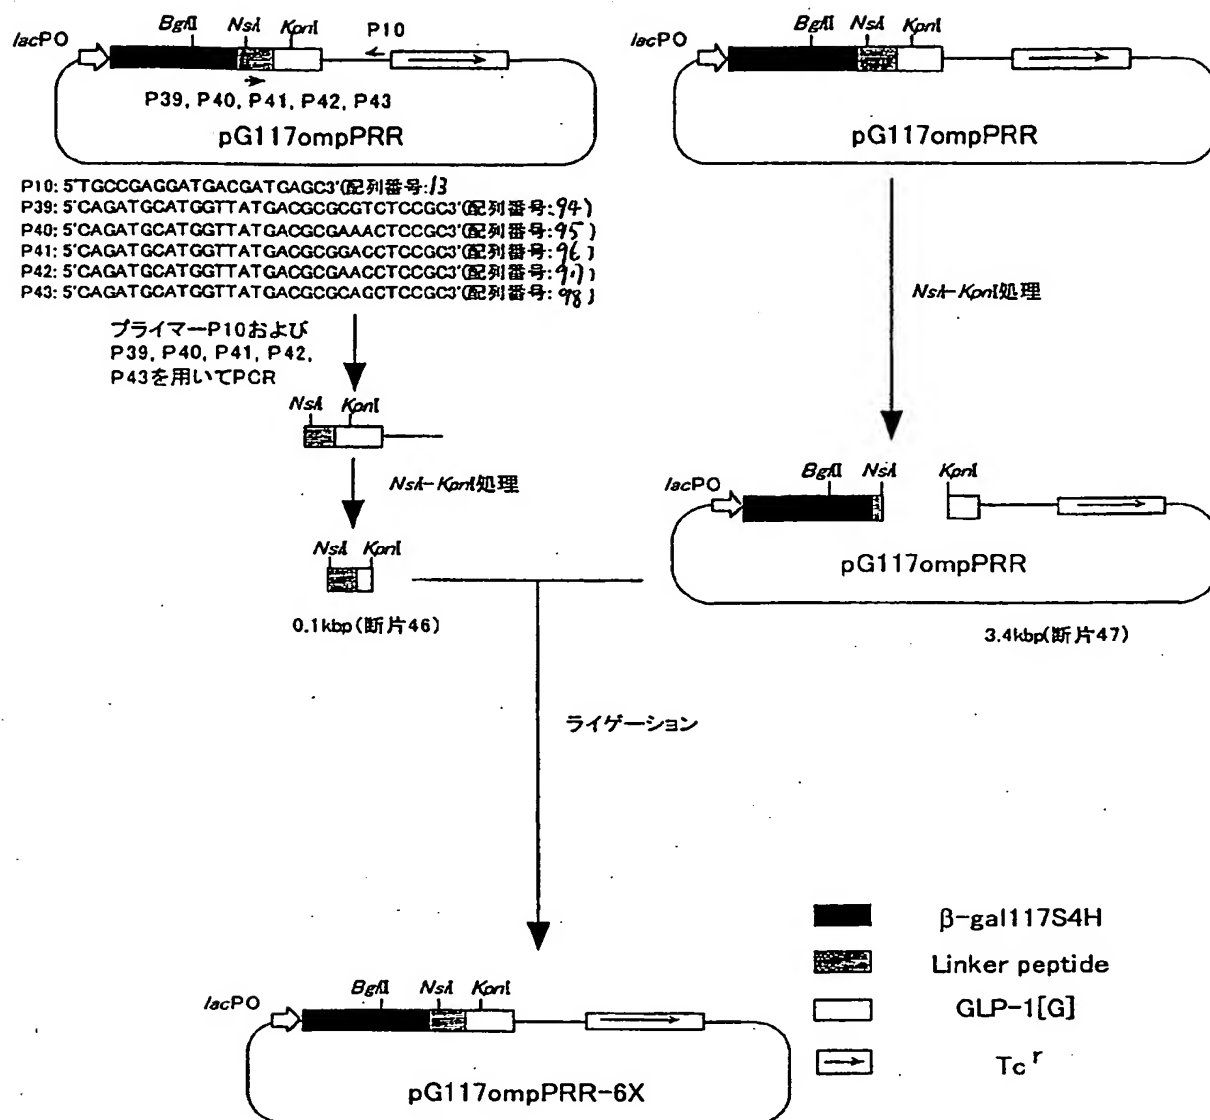 BglII NsiI KpnI P10
lacPO
P39, P40, P41, P42, P43
pG117ompPRR
BglII NsiI KpnI
lacPO
pG117ompPRR
P10: 5'TGCCGAGGATGACGATGAGC3'(配列番号:13
P39: 5'CAGATGCATGGTTATGACGCGCGTCTCCGC3'(配列番号:94)
P40: 5'CAGATGCATGGTTATGACGCGAAACTCCGC3'(配列番号:95)
P41: 5'CAGATGCATGGTTATGACGCGGACCTCCGC3'(配列番号:96)
P42: 5'CAGATGCATGGTTATGACGCGAACCTCCGC3'(配列番号:97)
P43: 5'CAGATGCATGGTTATGACGCGCAGCTCCGC3'(配列番号:98)
プライマーP10および
P39, P40, P41, P42,
P43を用いてPCR
NsiI-KpnI処理
NsiI KpnI
NsiI-KpnI処理
NsiI KpnI
0.1kbp(断片46)
BglII NsiI KpnI
lacPO
pG117ompPRR
3.4kbp(断片47)
ライゲーション
BglII NsiI KpnI
lacPO
pG117ompPRR-6X
β-gal117S4H
Linker peptide
GLP-1[G]
Tc r